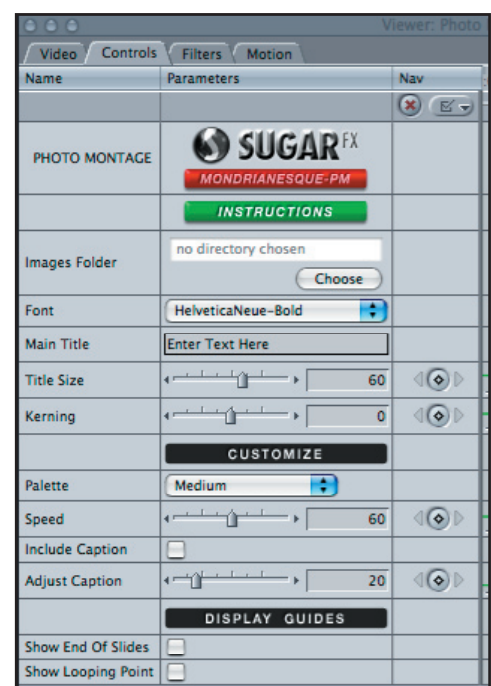 Viewer: Photo
Video Controls Filters Motion
Name Parameters Nav
PHOTO MONTAGE
SUGAR FX
MONDRIANESQUE-PM
INSTRUCTIONS
Images Folder
no directory chosen
Choose
Font HelveticaNeue-Bold
Main Title Enter Text Here
Title Size 60
Kerning 0
CUSTOMIZE
Palette Medium
Speed 60
Include Caption
Adjust Caption 20
DISPLAY GUIDES
Show End Of Slides
Show Looping Point